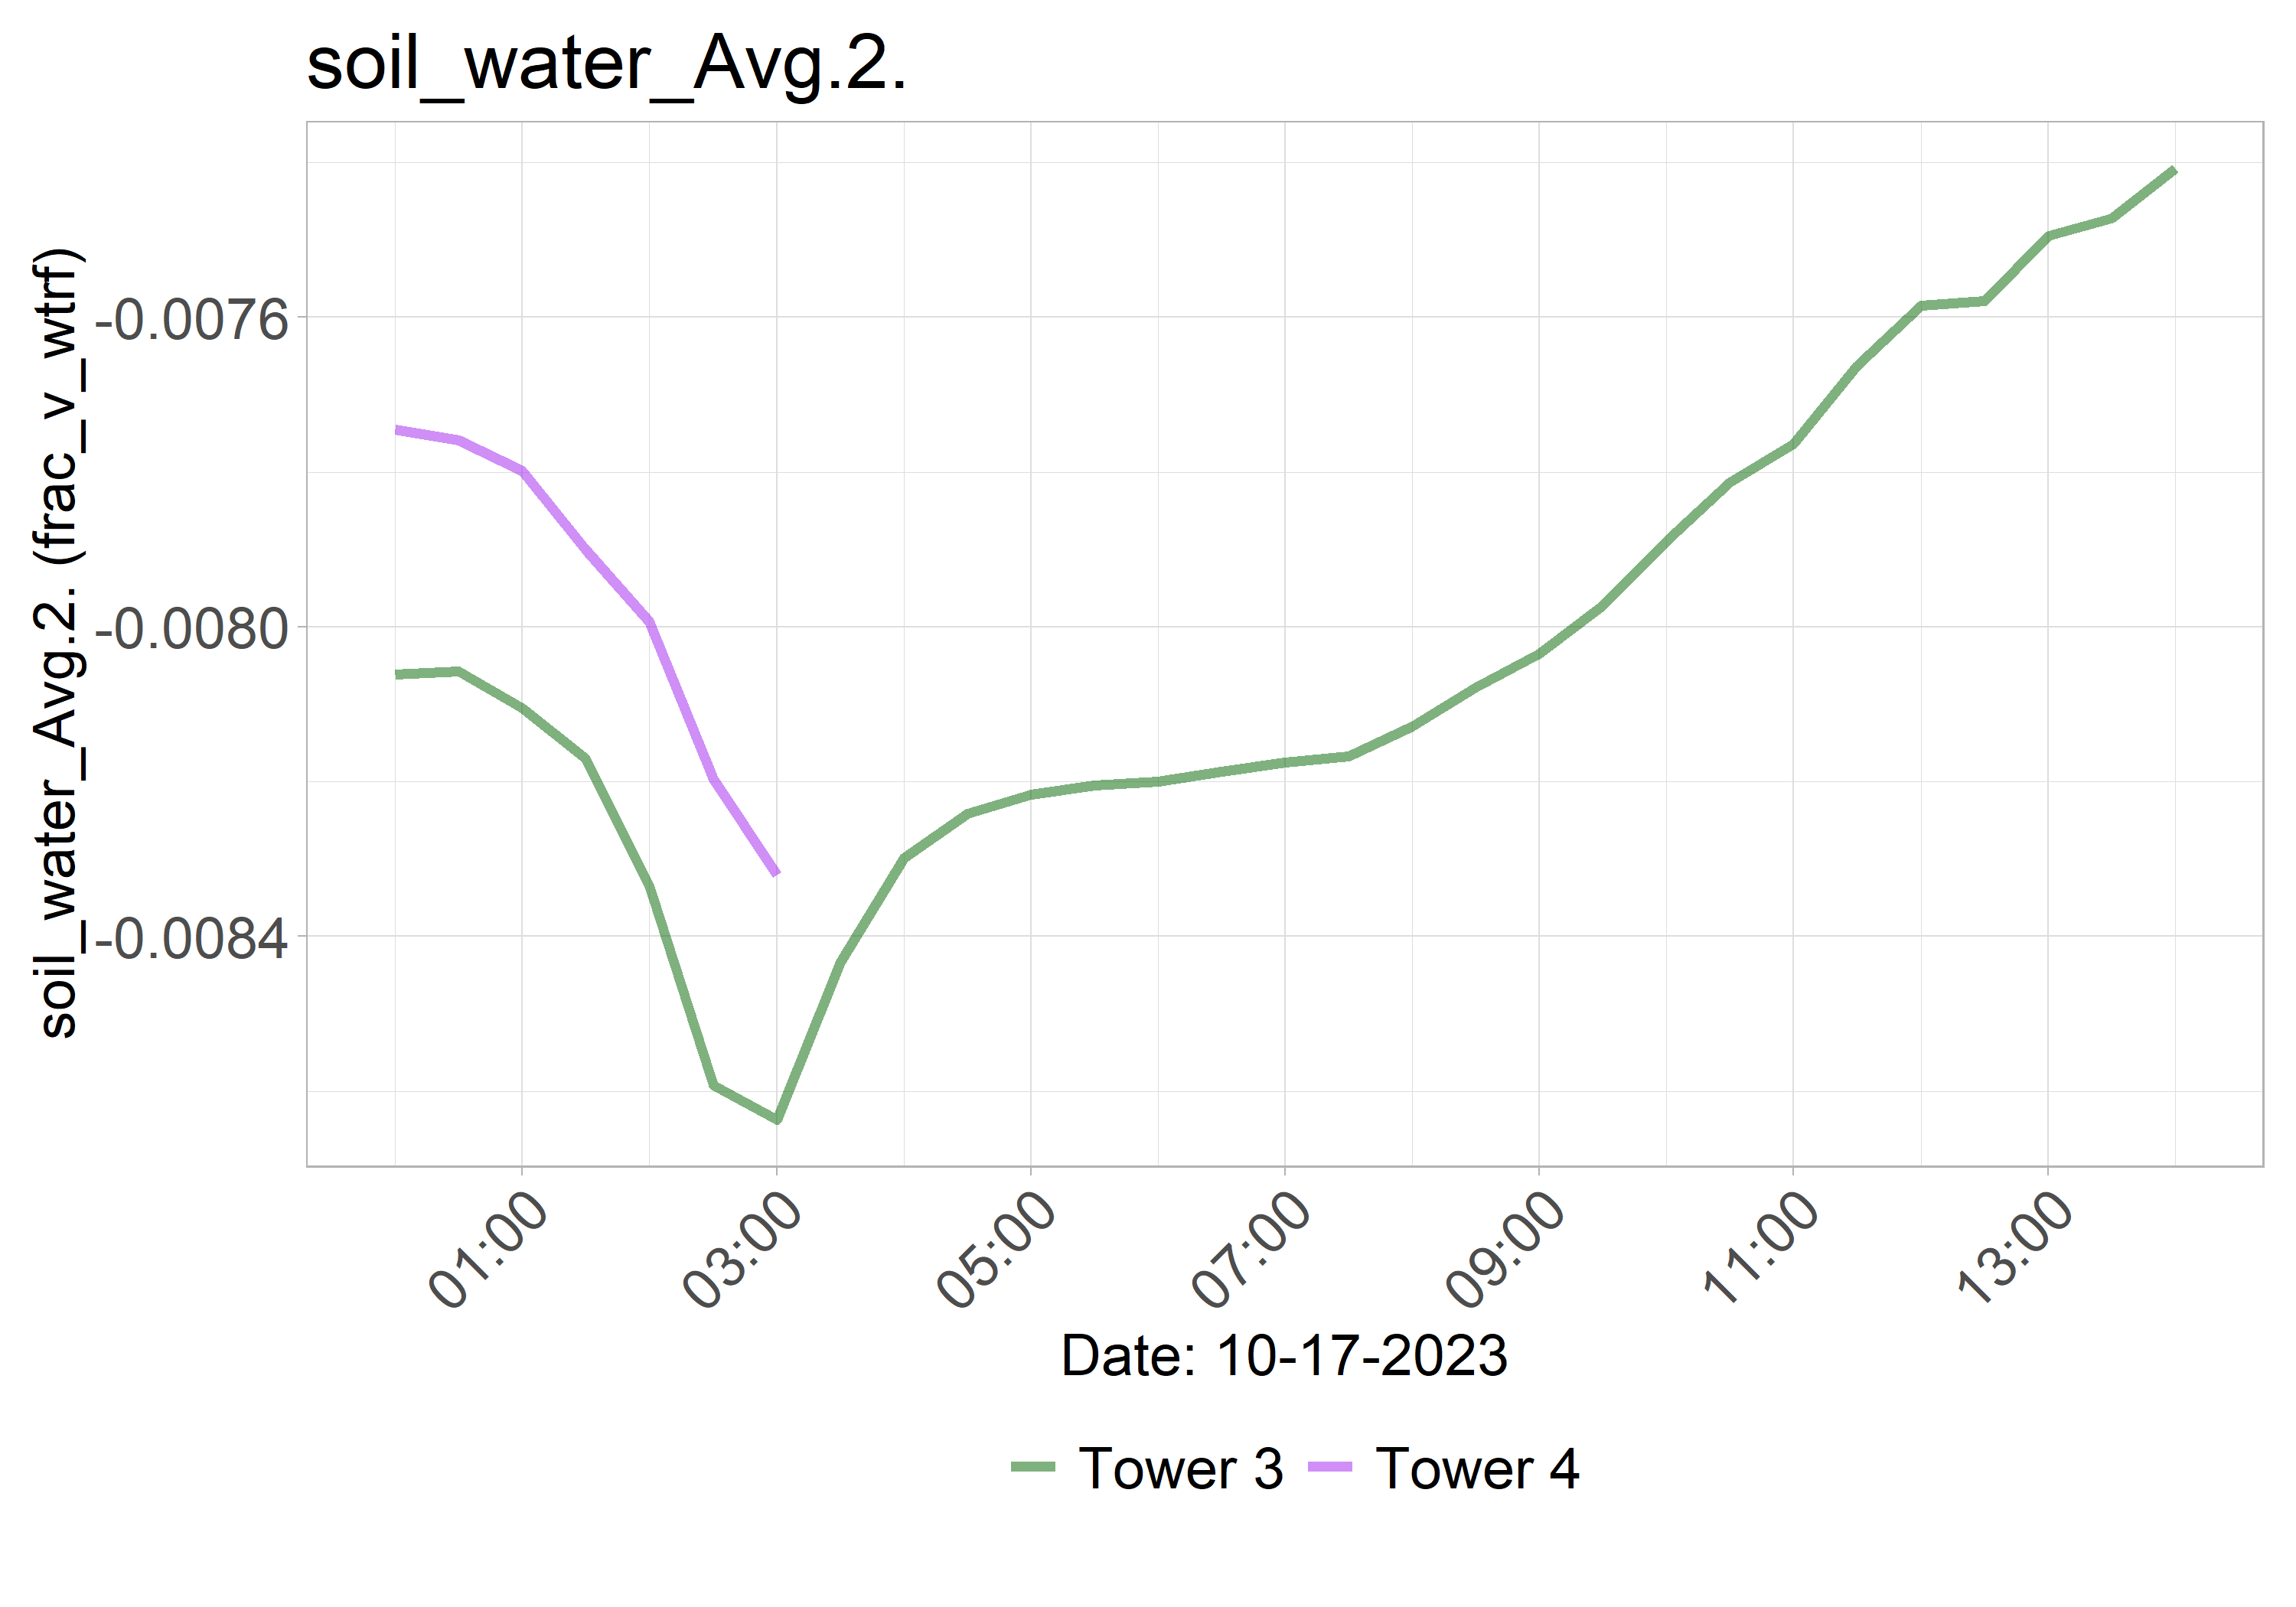 soil_water_Avg.2.
soil_water_Avg.2. (frac_v_wtrf)
-0.0076
-0.0080
-0.0084
01:00
03:00
05:00
07:00
09:00
11:00
13:00
Date: 10-17-2023
Tower 3
Tower 4